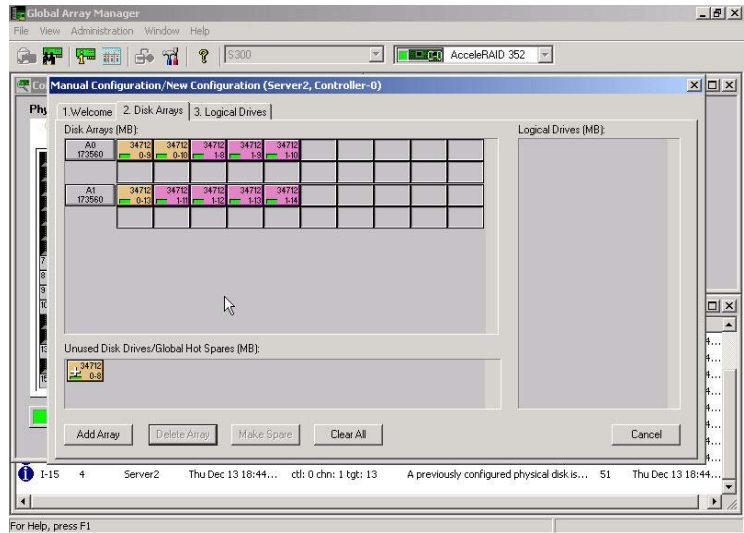 Global Array Manager
File View Administration Window Help
5300 AcceleRAID 352
Manual Configuration/New Configuration (Server2, Controller-0)
1.Welcome 2. Disk Arrays 3. Logical Drives
Disk Arrays (MB): Logical Drives (MB):
A0 34712 34712 34712 34712 34712
173560 0-9 0-10 1-8 1-9 1-10
A1 34712 34712 34712 34712 34712
173560 0-13 1-11 1-12 1-13 1-14
Unused Disk Drives/Global Hot Spares (MB):
34712
0-8
Add Array Delete Array Make Spare Clear All Cancel
I-15 4 Server2 Thu Dec 13 18:44... ctl: 0 chn: 1 tgt: 13 A previously configured physical disk is... 51 Thu Dec 13 18:44...
For Help, press F1